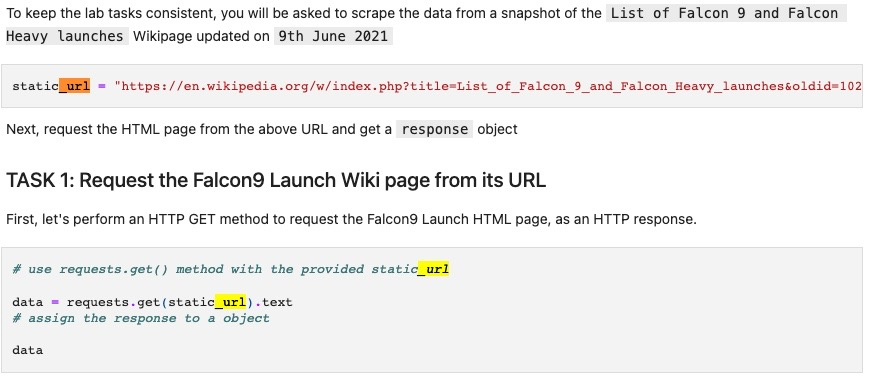 To keep the lab tasks consistent, you will be asked to scrape the data from a snapshot of the List of Falcon 9 and Falcon
Heavy launches Wikipage updated on 9th June 2021
static_url = "https://en.wikipedia.org/w/index.php?title=List_of_Falcon_9_and_Falcon_Heavy_launches&oldid=102
Next, request the HTML page from the above URL and get a response object
TASK 1: Request the Falcon9 Launch Wiki page from its URL
First, let's perform an HTTP GET method to request the Falcon9 Launch HTML page, as an HTTP response.
# use requests.get() method with the provided static_url
data = requests.get(static_url).text
# assign the response to a object
data